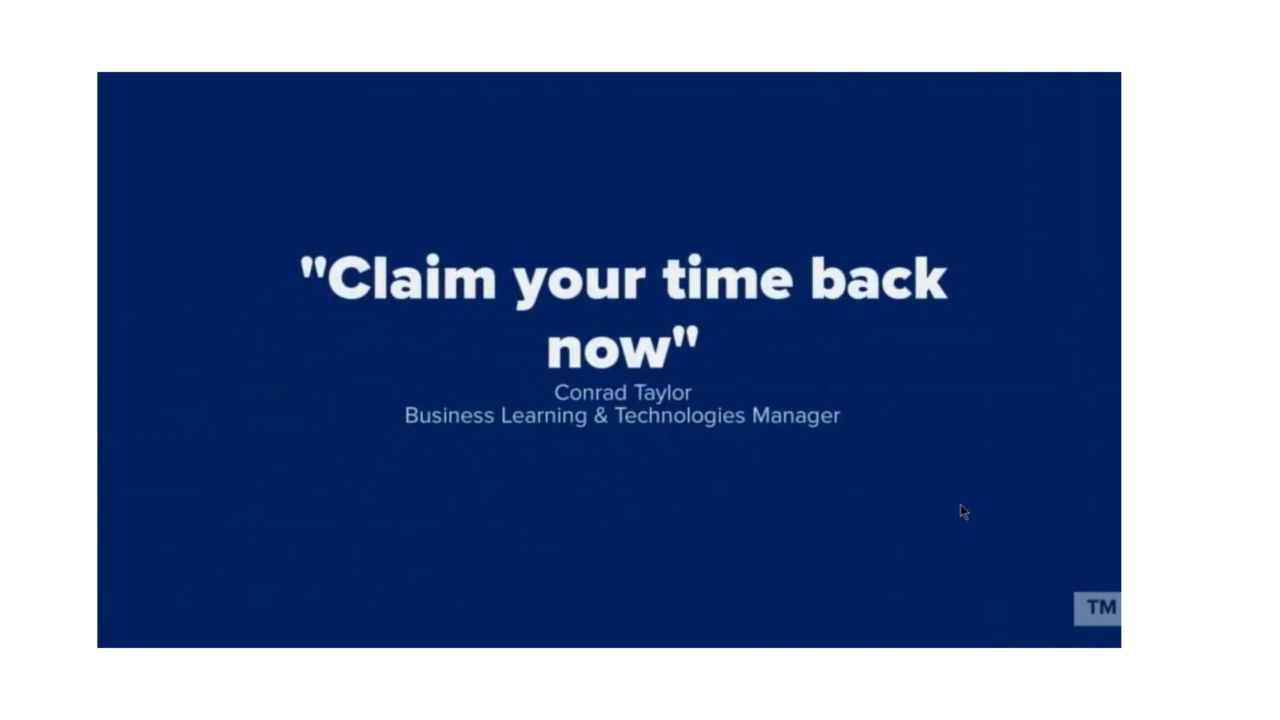 "Claim your time back
now"
Conrad Taylor
Business Learning & Technologies Manager
TM